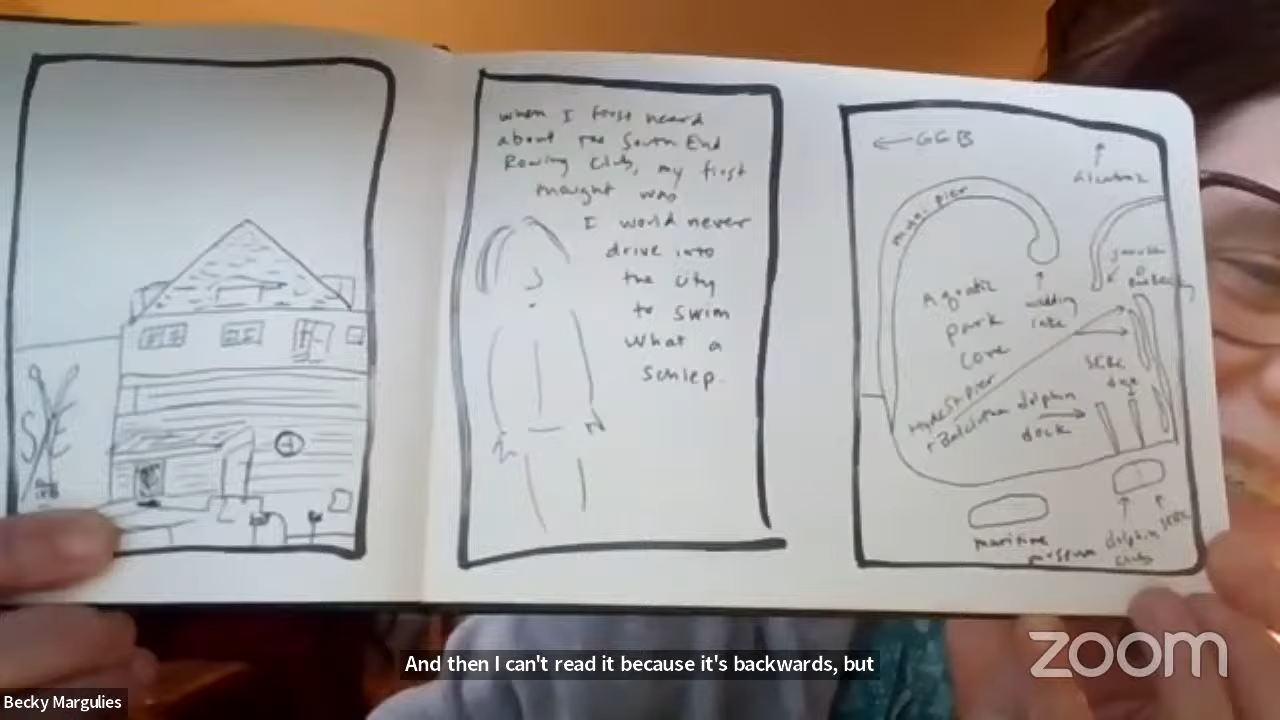 when I first heard
about the South End
Rowing Club, my first
thought was
I would never
drive into
the city
to swim
what a
schlep.
← GGB
Alcatraz
muni pier
Aquatic
park
cove
wedding
cake
SERC
dock
Hyde St pier
+ Balclutha
dolphin
dock
maritime
museum
dolphin
club
SERC
And then I can't read it because it's backwards, but
Becky Margulies
zoom